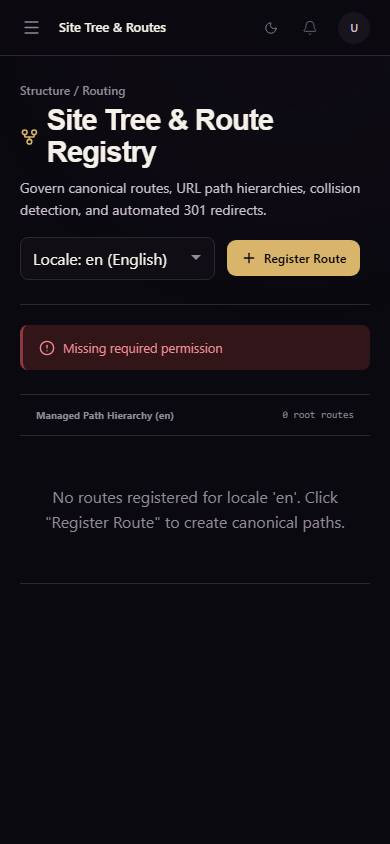 Site Tree & Routes
U
Structure / Routing
Site Tree & Route
Registry
Govern canonical routes, URL path hierarchies, collision
detection, and automated 301 redirects.
Locale: en (English)
Register Route
Missing required permission
Managed Path Hierarchy (en)
0 root routes
No routes registered for locale 'en'. Click
"Register Route" to create canonical paths.